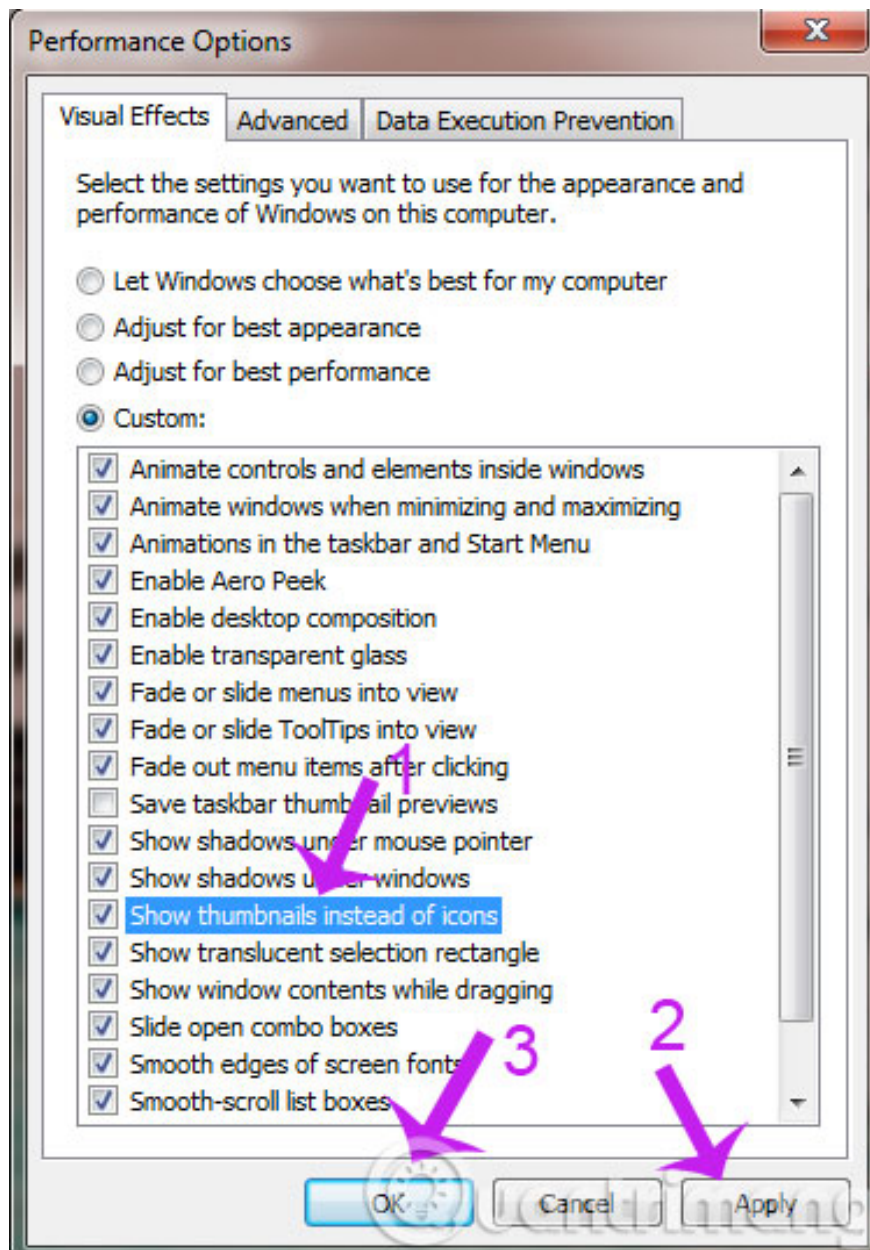 Performance Options
Visual Effects
Advanced
Data Execution Prevention
Select the settings you want to use for the appearance and
performance of Windows on this computer.
Let Windows choose what's best for my computer
Adjust for best appearance
Adjust for best performance
Custom:
Animate controls and elements inside windows
Animate windows when minimizing and maximizing
Animations in the taskbar and Start Menu
Enable Aero Peek
Enable desktop composition
Enable transparent glass
Fade or slide menus into view
Fade or slide ToolTips into view
Fade out menu items after clicking
1
Save taskbar thumbnail previews
Show shadows under mouse pointer
Show shadows under windows
Show thumbnails instead of icons
Show translucent selection rectangle
Show window contents while dragging
Slide open combo boxes
Smooth edges of screen fonts
3
2
Smooth-scroll list boxes
OK
Cancel
Apply
Quantrimang